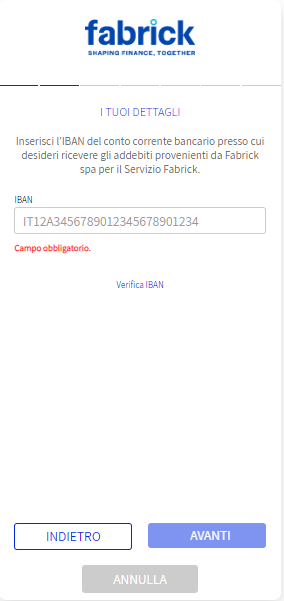 fabrick
SHAPING FINANCE, TOGETHER
I TUOI DETTAGLI
Inserisci l'IBAN del conto corrente bancario presso cui
desideri ricevere gli addebiti provenienti da Fabrick
spa per il Servizio Fabrick.
IBAN
IT12A3456789012345678901234
Campo obbligatorio.
Verifica IBAN
INDIETRO
AVANTI
ANNULLA